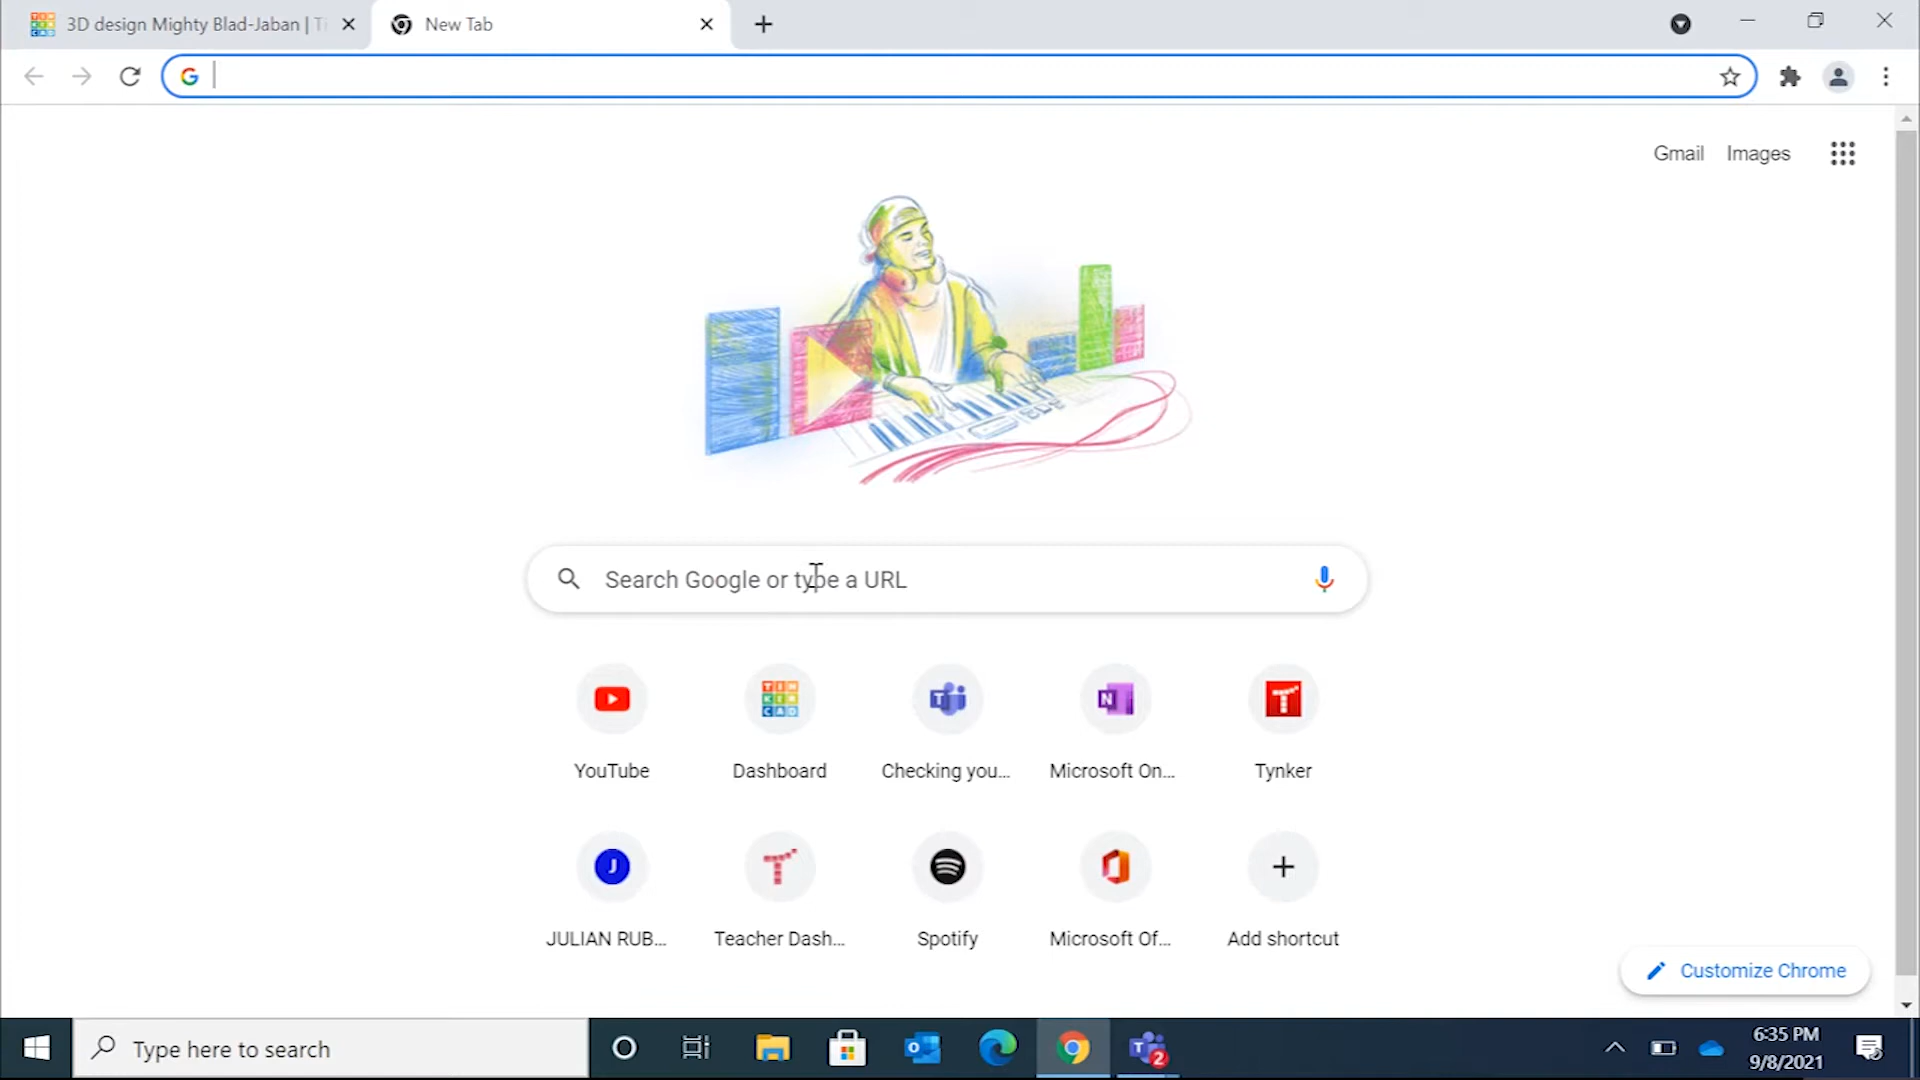 3D design Mighty Blad-Jaban | Ti
New Tab
Gmail
Images
Search Google or type a URL
YouTube
Dashboard
Checking you...
Microsoft On...
Tynker
JULIAN RUB...
Teacher Dash...
Spotify
Microsoft Of...
Add shortcut
Customize Chrome
Type here to search
6:35 PM
9/8/2021